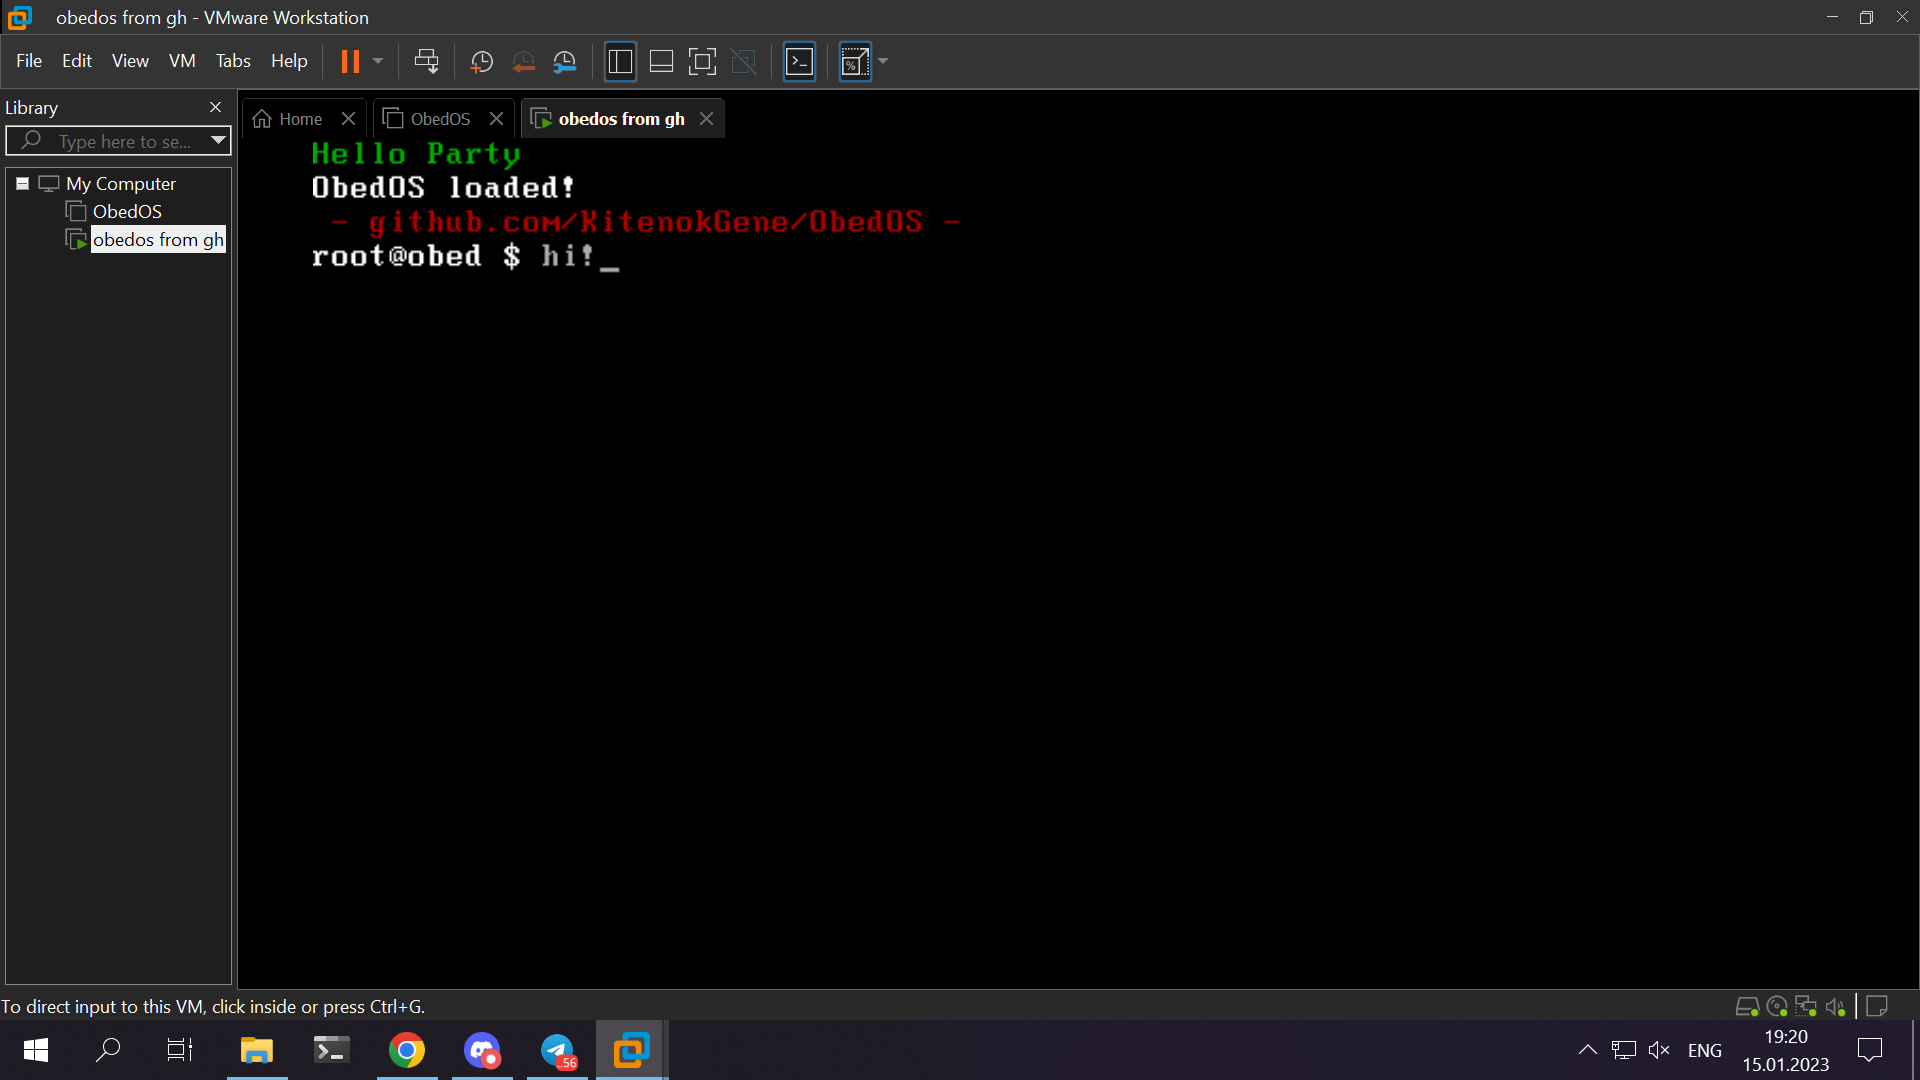 obedos from gh - VMware Workstation
File Edit View VM Tabs Help
Library
Type here to se...
My Computer
ObedOS
obedos from gh
Home ObedOS obedos from gh
Hello Party
ObedOS loaded!
- github.com/KitenokGene/ObedOS -
root@obed $ hi!_
To direct input to this VM, click inside or press Ctrl+G.
..56
ENG
19:20
15.01.2023